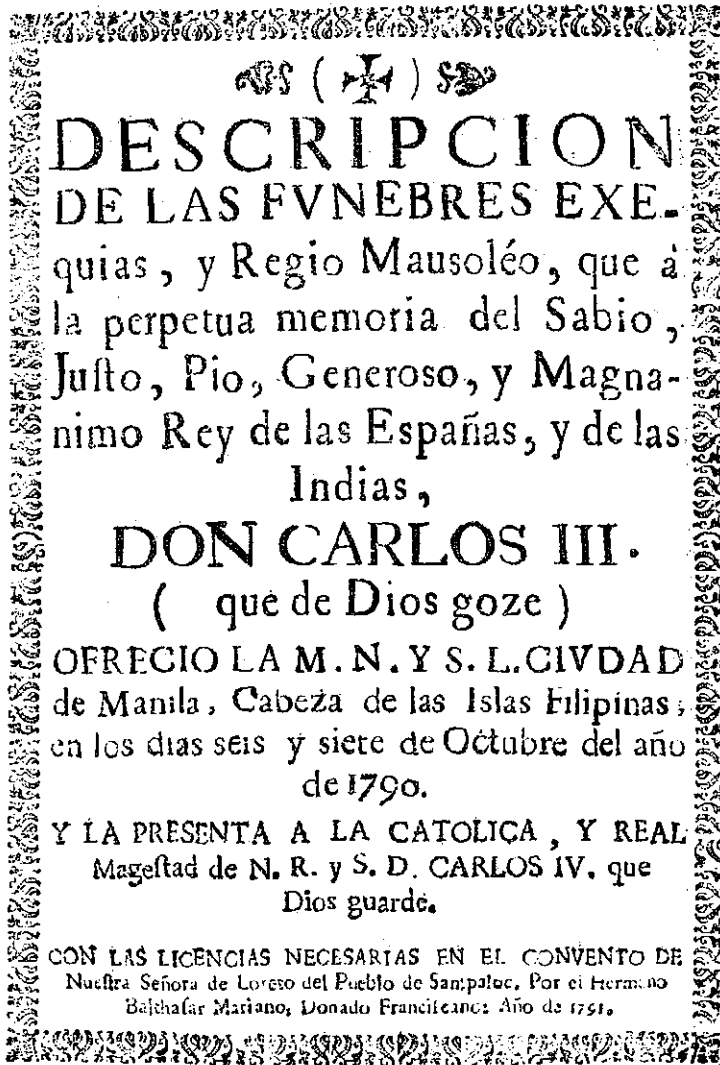 ( ✠ )
DESCRIPCION
DE LAS FVNEBRES EXE-
quias, y Regio Mausoléo, que á
la perpetua memoria del Sabio,
Juſto, Pio, Generoso, y Magna-
nimo Rey de las Españas, y de las
Indias,
DON CARLOS III.
( que de Dios goze )
OFRECIO LA M. N. Y S. L. CIVDAD
de Manila, Cabeza de las Islas Filipinas,
en los dias seis y siete de Octubre del año
de 1790.
Y LA PRESENTA A LA CATOLICA, Y REAL
Mageſtad de N. R. y S. D. CARLOS IV. que
Dios guarde.
CON LAS LICENCIAS NECESARIAS EN EL CONVENTO DE
Nueſtra Señora de Loreto del Pueblo de Sampaloc. Por el Hermano
Balthaſar Mariano, Donado Franciſcano: Año de 1791.